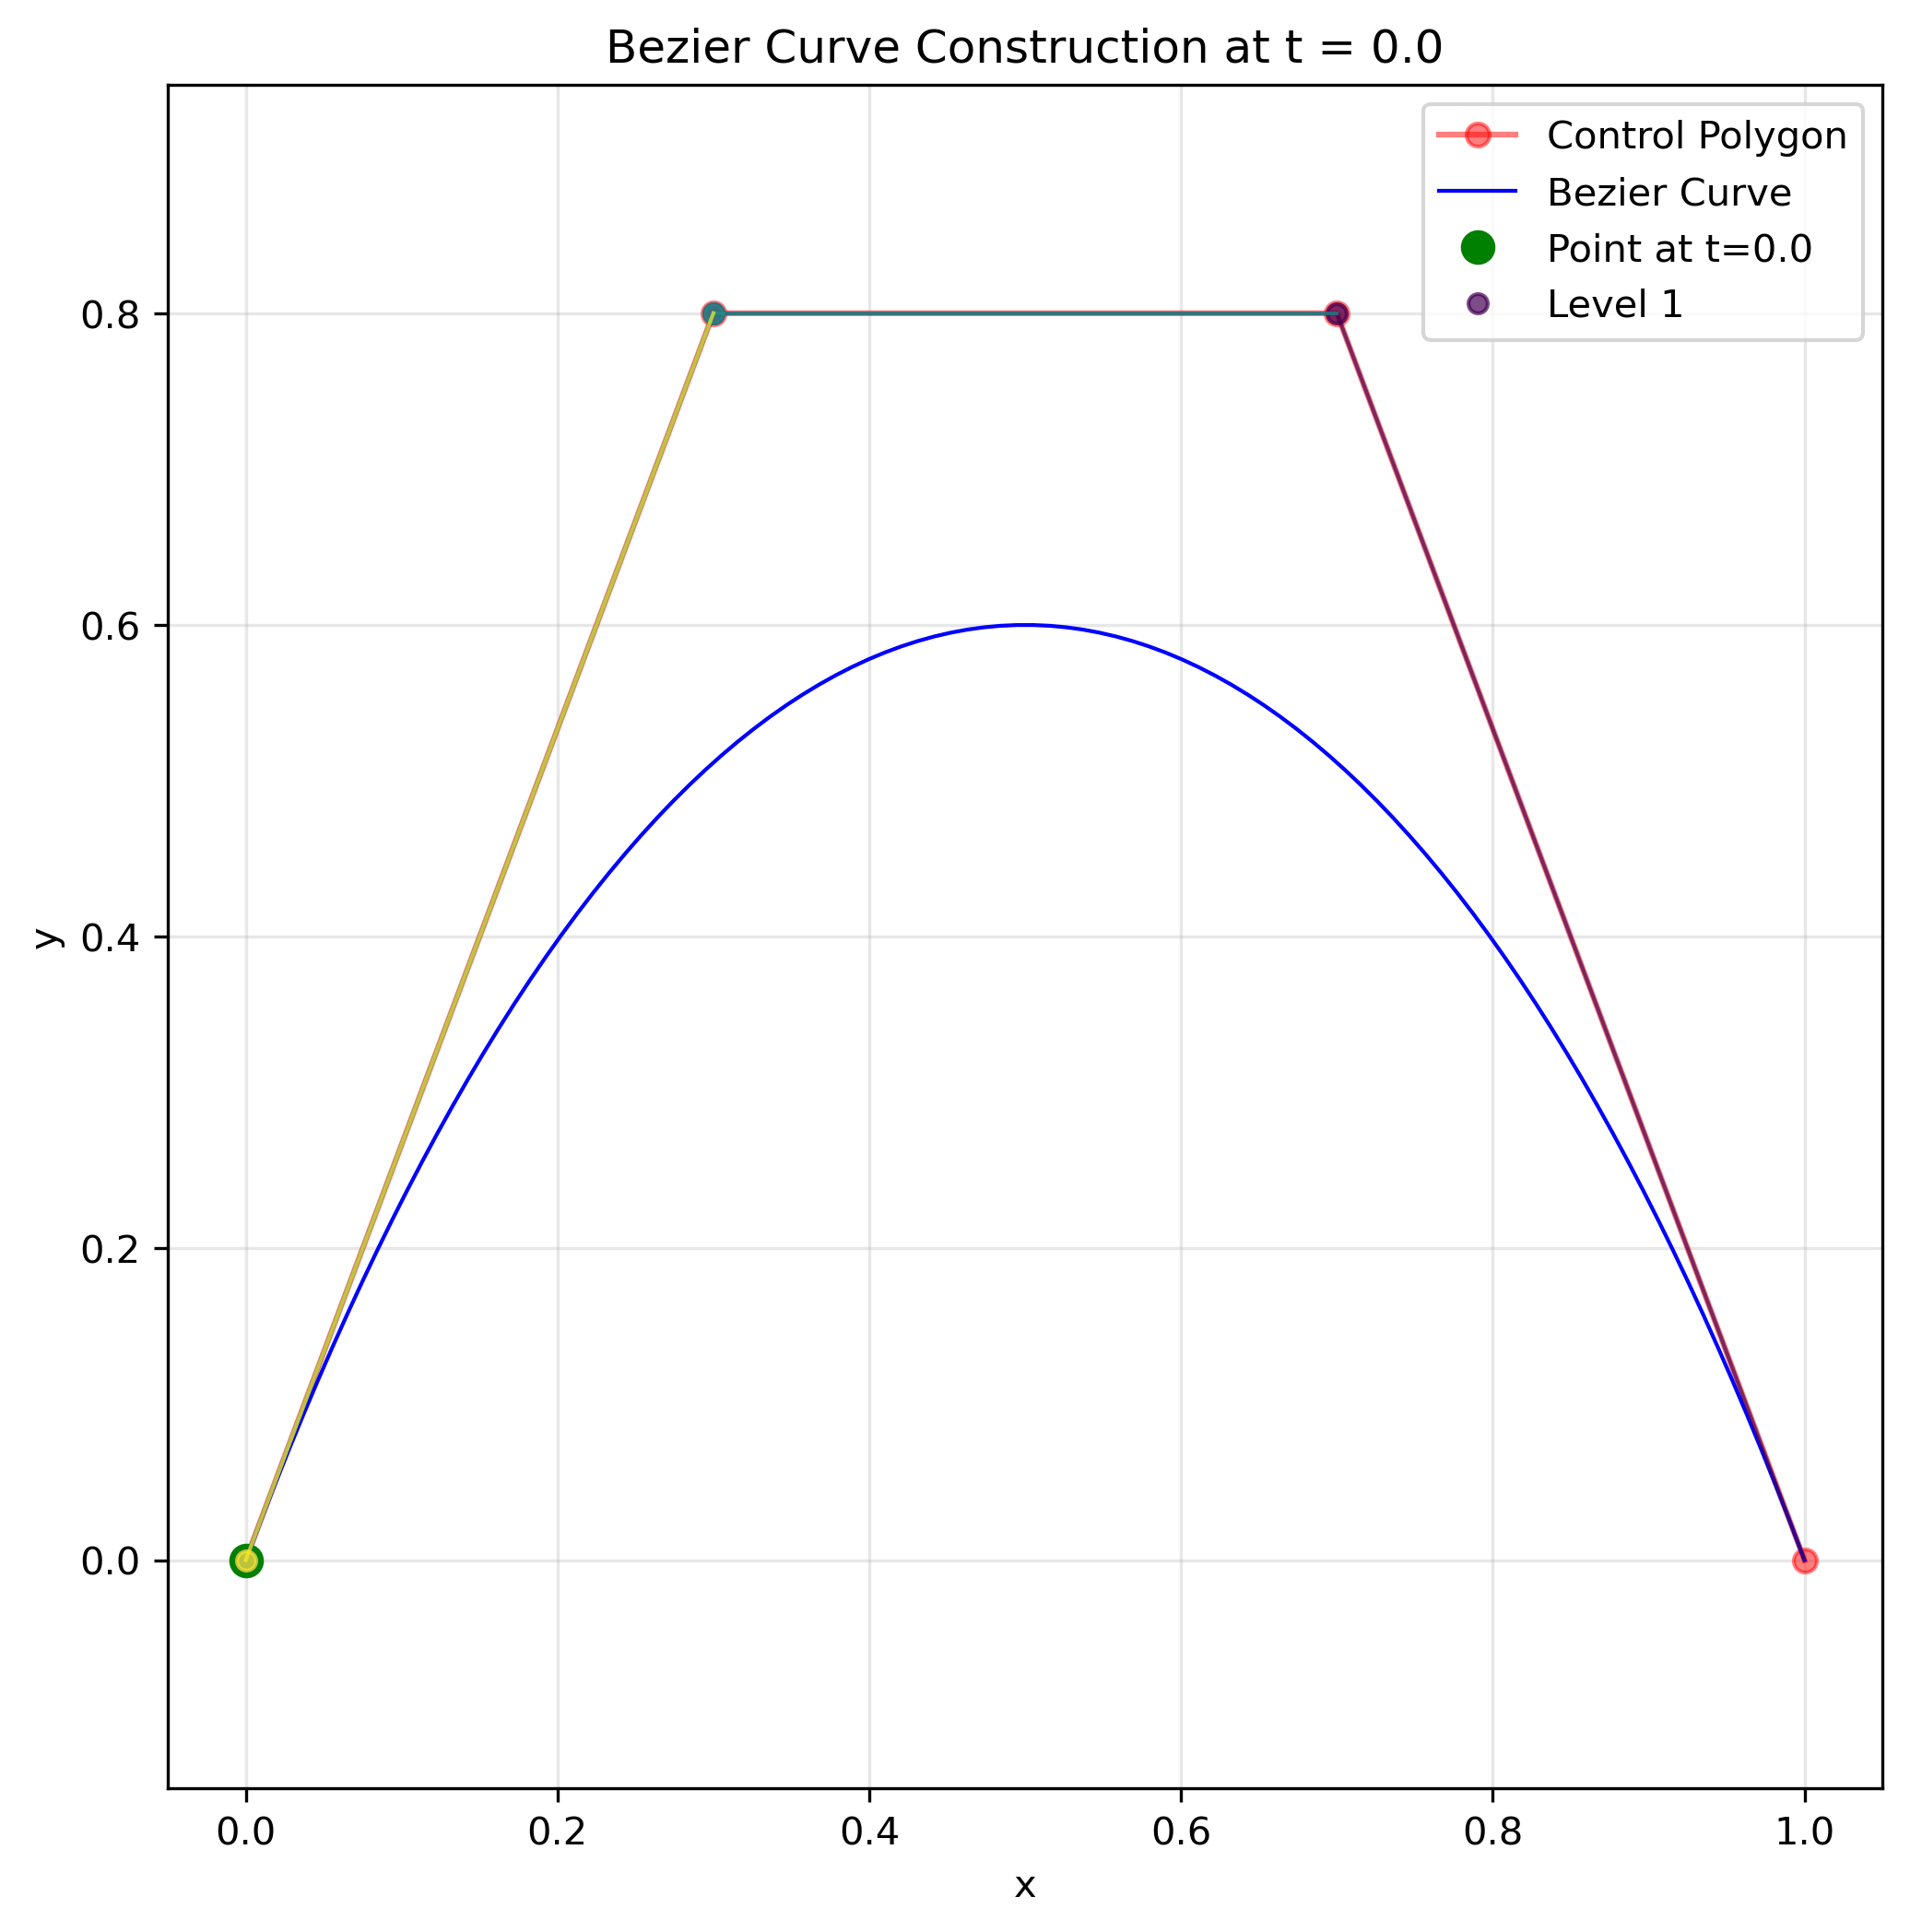 Bezier Curve Construction at t = 0.0
Control Polygon
Bezier Curve
Point at t=0.0
Level 1
0.8
0.6
0.4
0.2
0.0
y
0.0 0.2 0.4 0.6 0.8 1.0
x